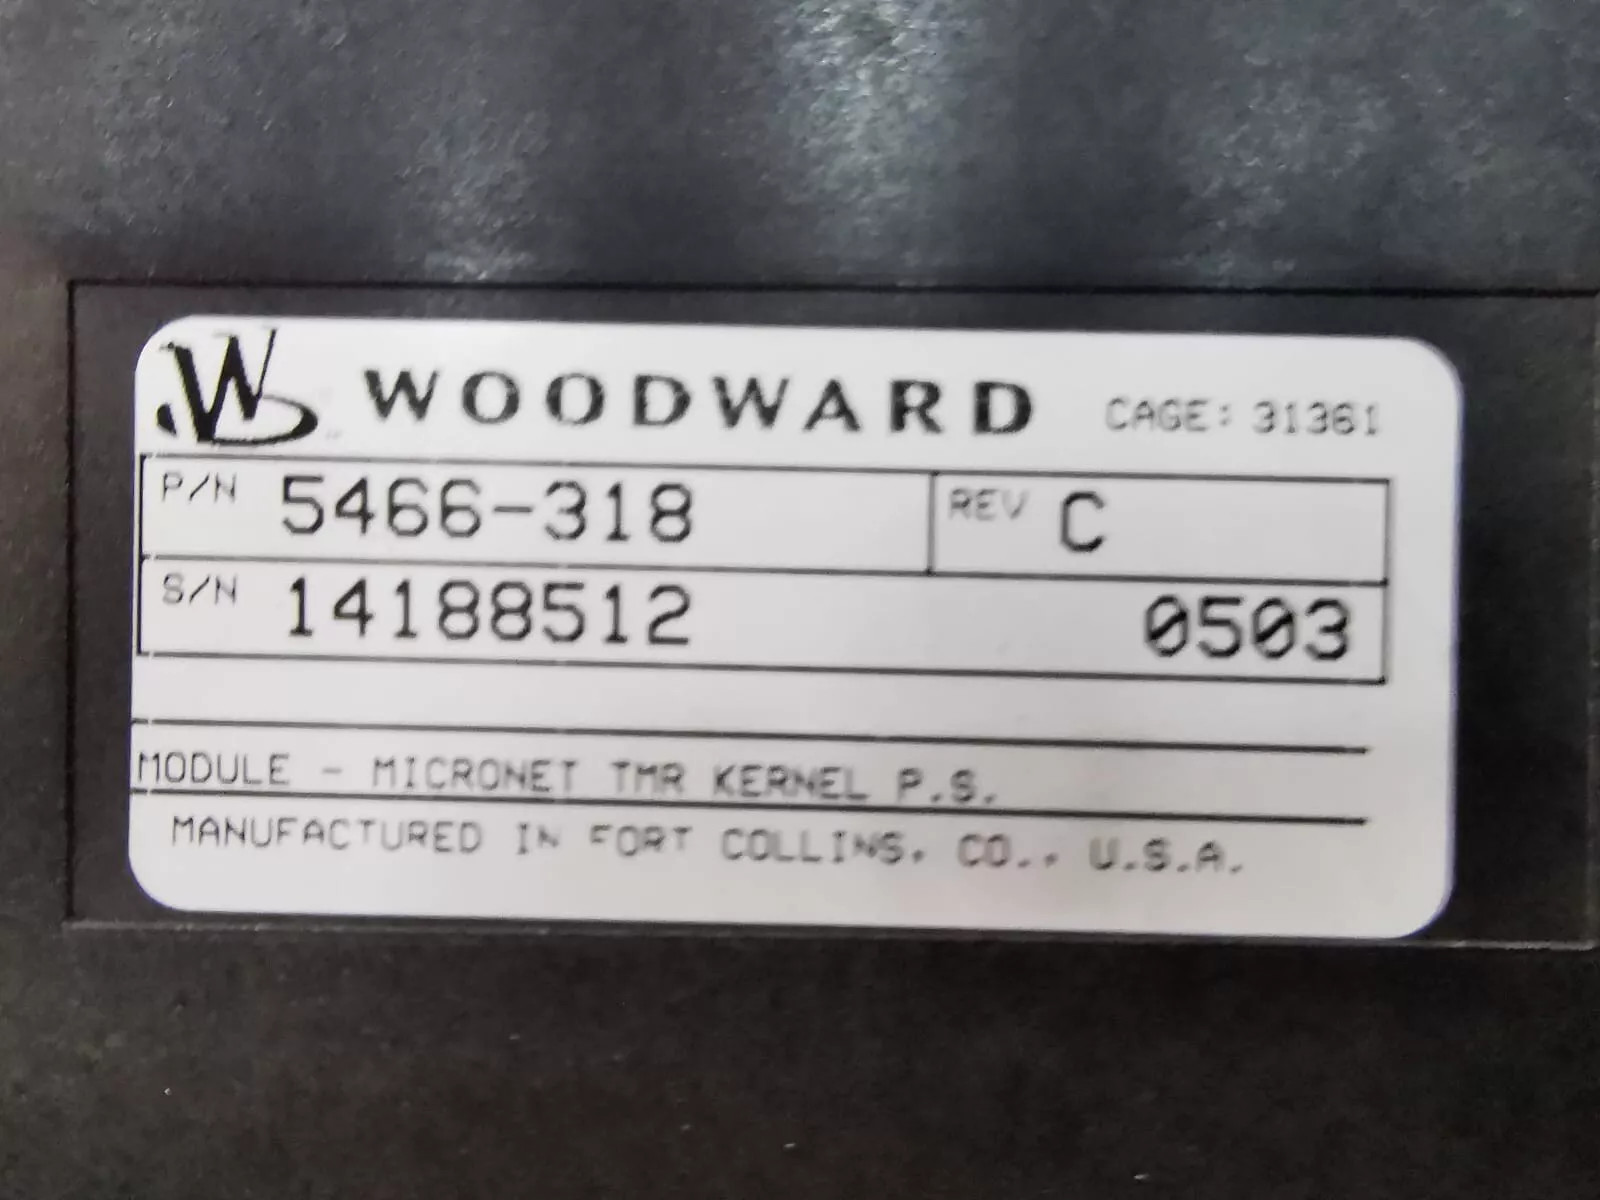 WOODWARD CAGE: 31361
P/N 5466-318 REV C
S/N 14188512 0503
MODULE - MICRONET TMR KERNEL P.S.
MANUFACTURED IN FORT COLLINS, CO., U.S.A.